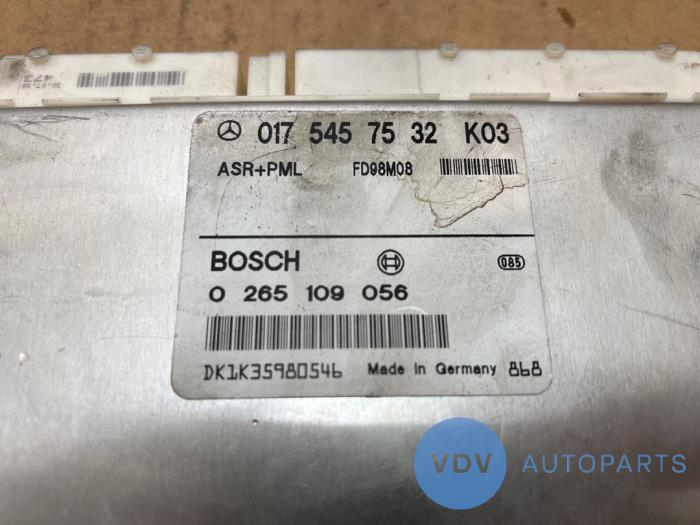 473
017 545 75 32 K03
ASR+PML FD98M08
BOSCH
085
0 265 109 056
DK1K35980546 Made in Germany 868
VDV AUTOPARTS